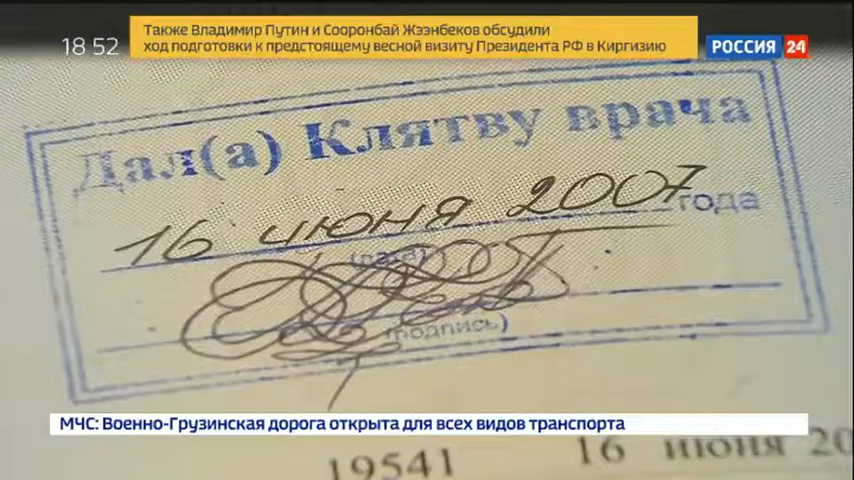 18 52
Также Владимир Путин и Сооронбай Жээнбеков обсудили
ход подготовки к предстоящему весной визиту Президента РФ в Киргизию
РОССИЯ 24
Дал(а) Клятву врача
16 июня 2007 года
(дата)
(подпись)
МЧС: Военно-Грузинская дорога открыта для всех видов транспорта
19541 16 июня 20